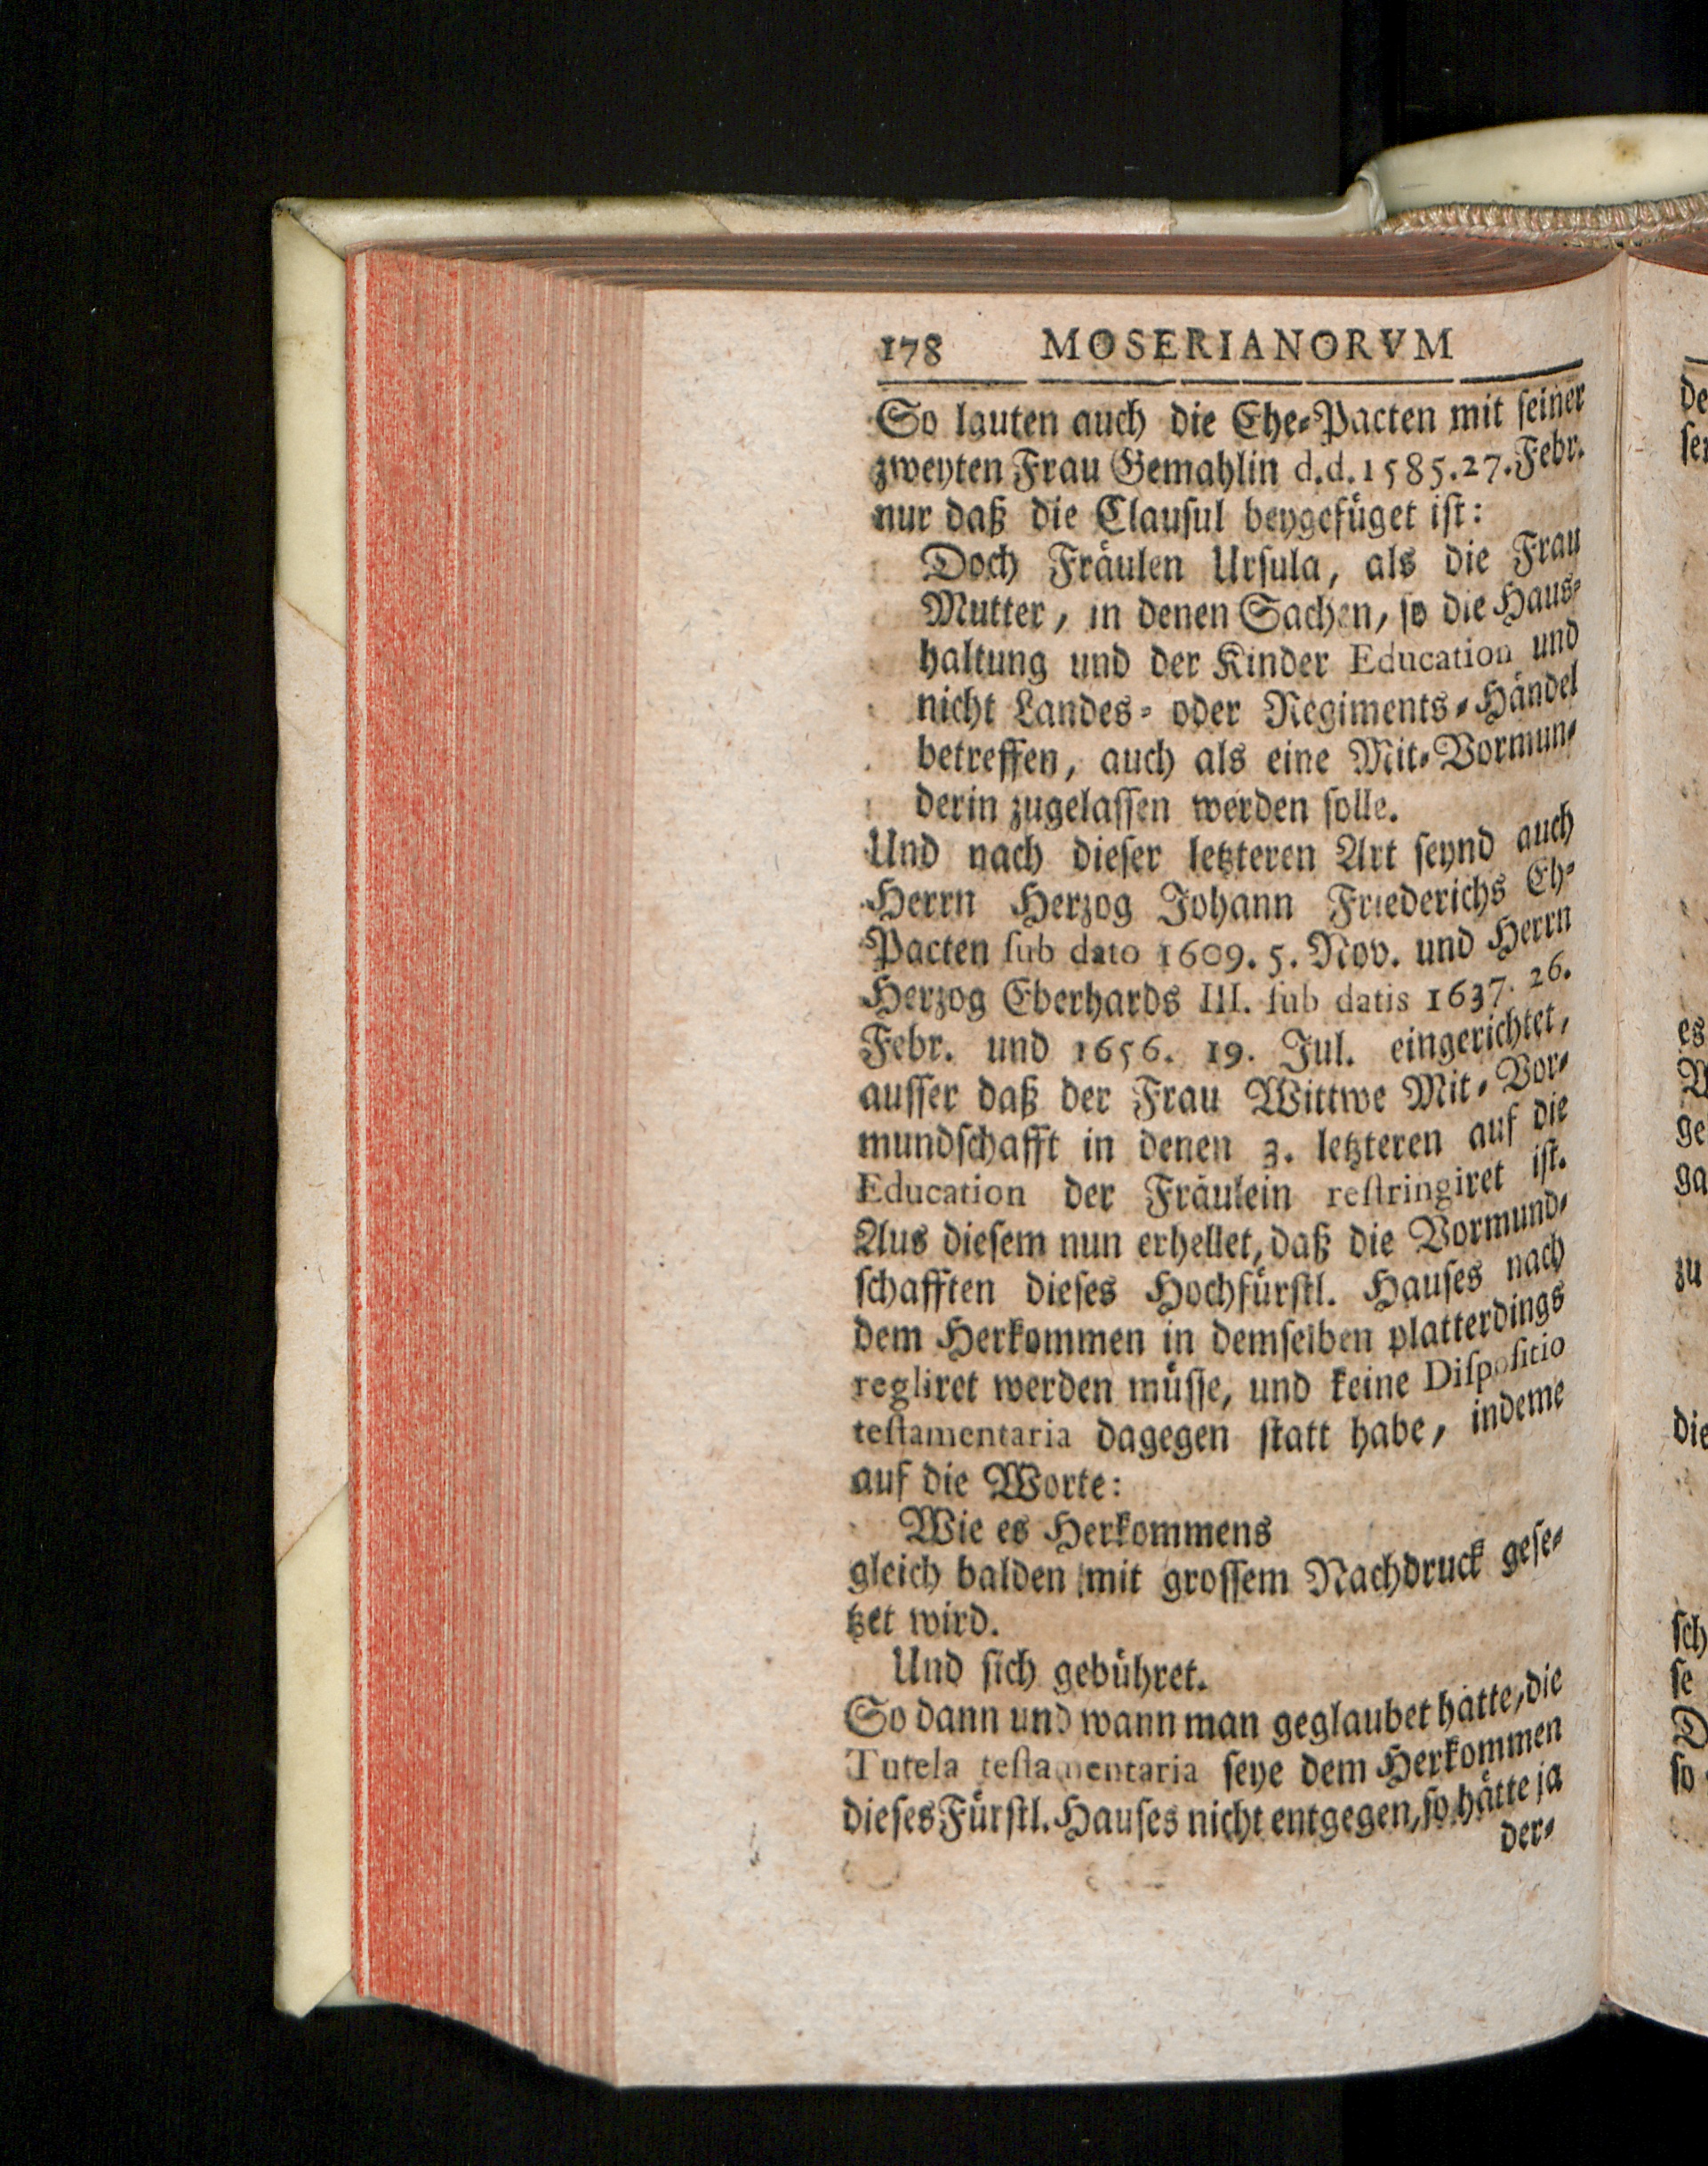 178 MOSERIANORVM
So lauten auch die Ehe-Pacten mit seiner
zweyten Frau Gemahlin d.d. 1585. 27. Febr.
nur daß die Clausul beygefüget ist:
Doch Fräulen Ursula, als die Frau
Mutter, in denen Sachen, so die Haus-
haltung und der Kinder Education und
nicht Landes- oder Regiments-Händel
betreffen, auch als eine Mit-Vormun-
derin zugelassen werden solle.
Und nach dieser letzteren Art seynd auch
Herrn Herzog Johann Friederichs Eh-
Pacten sub dato 1609. 5. Nov. und Herrn
Herzog Eberhards III. sub datis 1637. 26.
Febr. und 1656. 19. Jul. eingerichtet,
ausser daß der Frau Wittwe Mit-Vor-
mundschafft in denen 3. letzteren auf die
Education der Fräulein restringiret ist.
Aus diesem nun erhellet, daß die Vormund-
schafften dieses Hochfürstl. Hauses nach
dem Herkommen in demselben platterdings
regliret werden müsse, und keine Dispositio
testamentaria dagegen statt habe, indeme
auf die Worte:
Wie es Herkommens
gleich balden mit grossem Nachdruck gese-
tzet wird.
Und sich gebühret.
So dann und wann man geglaubet hätte, die
Tutela testamentaria seye dem Herkommen
dieses Fürstl. Hauses nicht entgegen, so hätte ja
der-
de
es
ge
ga
zu
die
sch
se
so